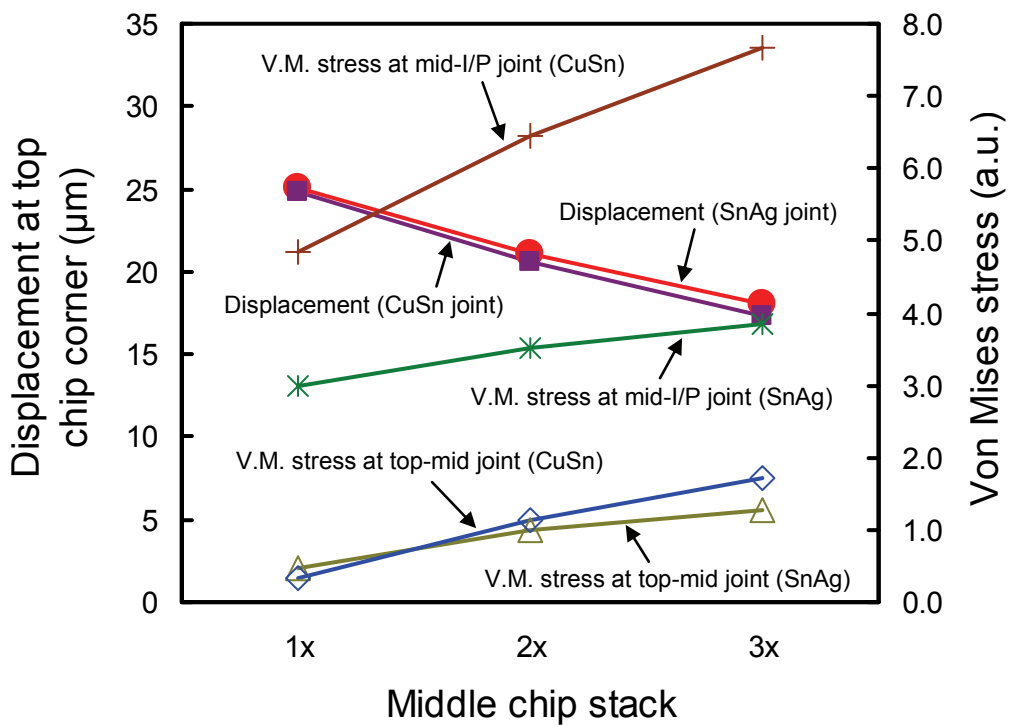 35
30
25
20
15
10
5
0
Displacement at top
chip corner (μm)
8.0
7.0
6.0
5.0
4.0
3.0
2.0
1.0
0.0
Von Mises stress (a.u.)
V.M. stress at mid-I/P joint (CuSn)
Displacement (SnAg joint)
Displacement (CuSn joint)
V.M. stress at mid-I/P joint (SnAg)
V.M. stress at top-mid joint (CuSn)
V.M. stress at top-mid joint (SnAg)
1x
2x
3x
Middle chip stack